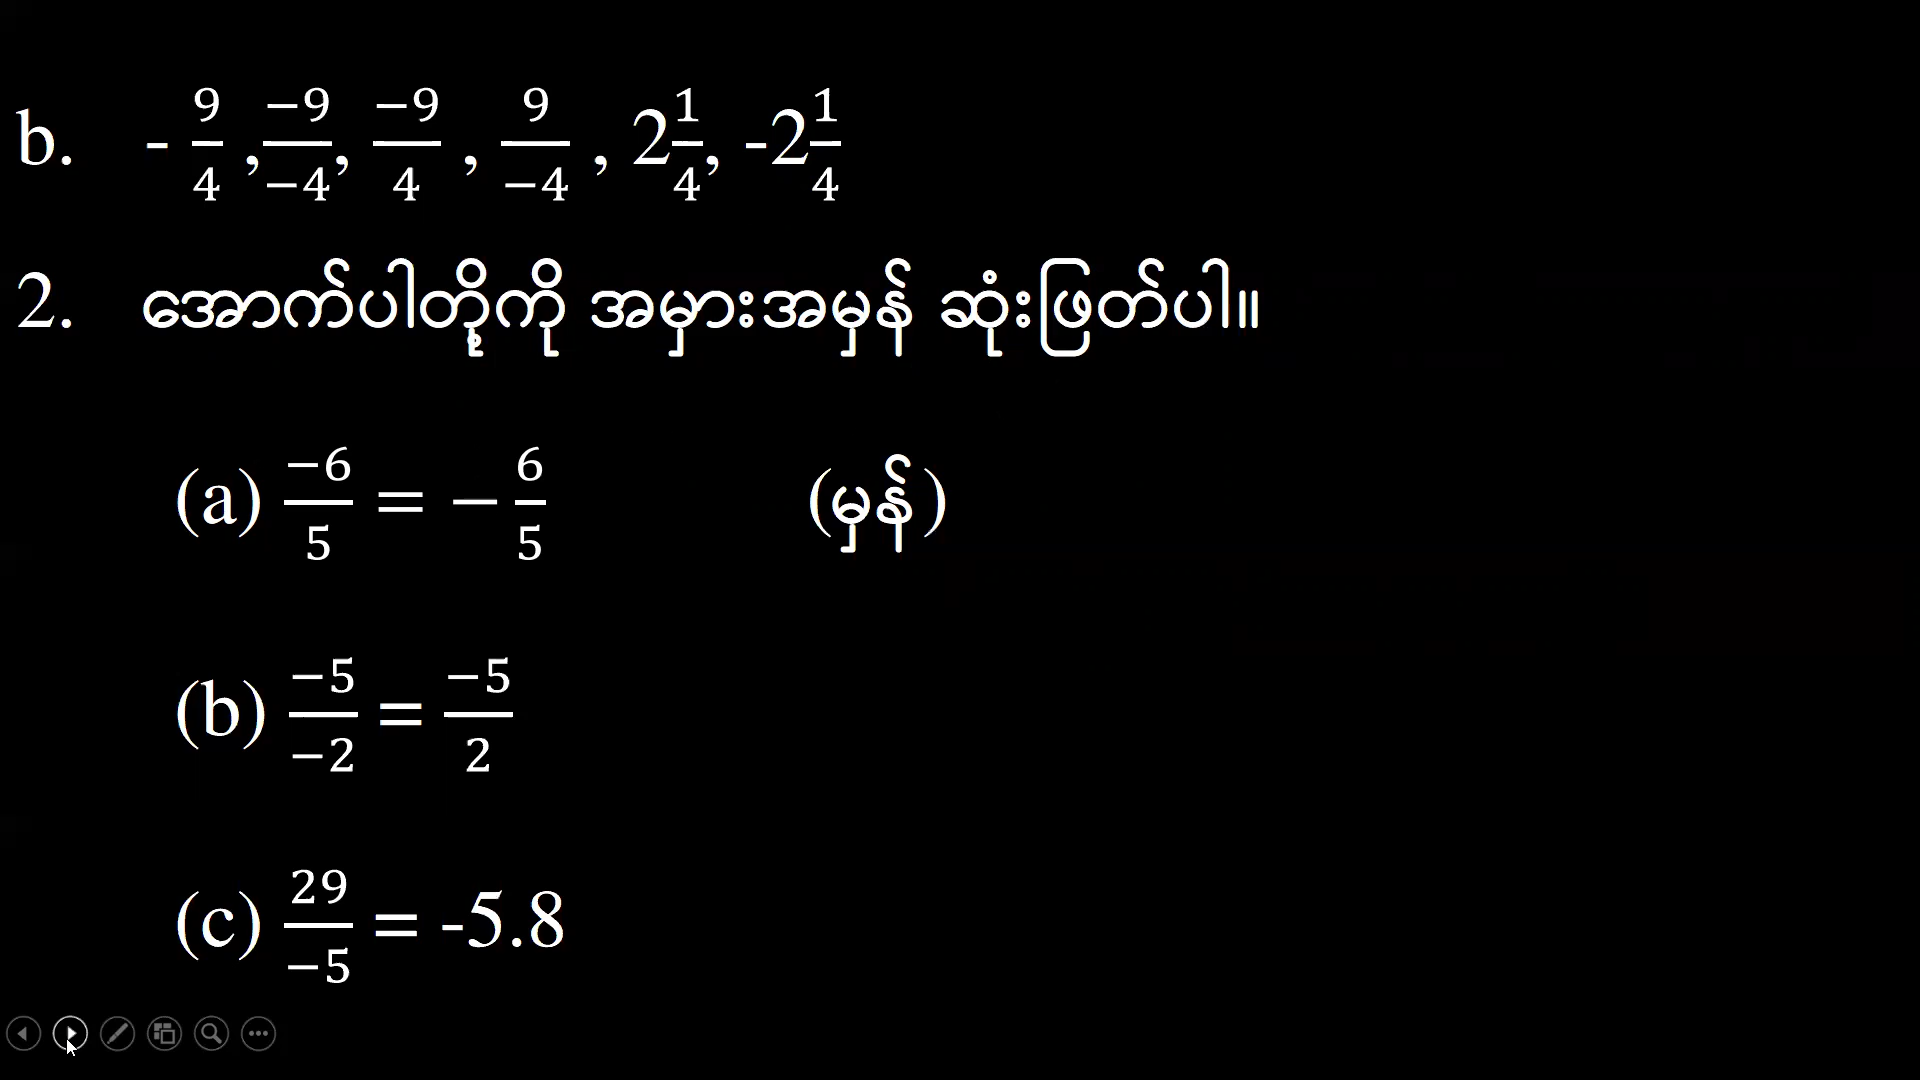 b. - 9/4 , −9/−4, −9/4 , 9/−4 , 2 1/4, -2 1/4
2. အောက်ပါတို့ကို အမှားအမှန် ဆုံးဖြတ်ပါ။
(a) −6/5 = − 6/5 (မှန်)
(b) −5/−2 = −5/2
(c) 29/−5 = -5.8